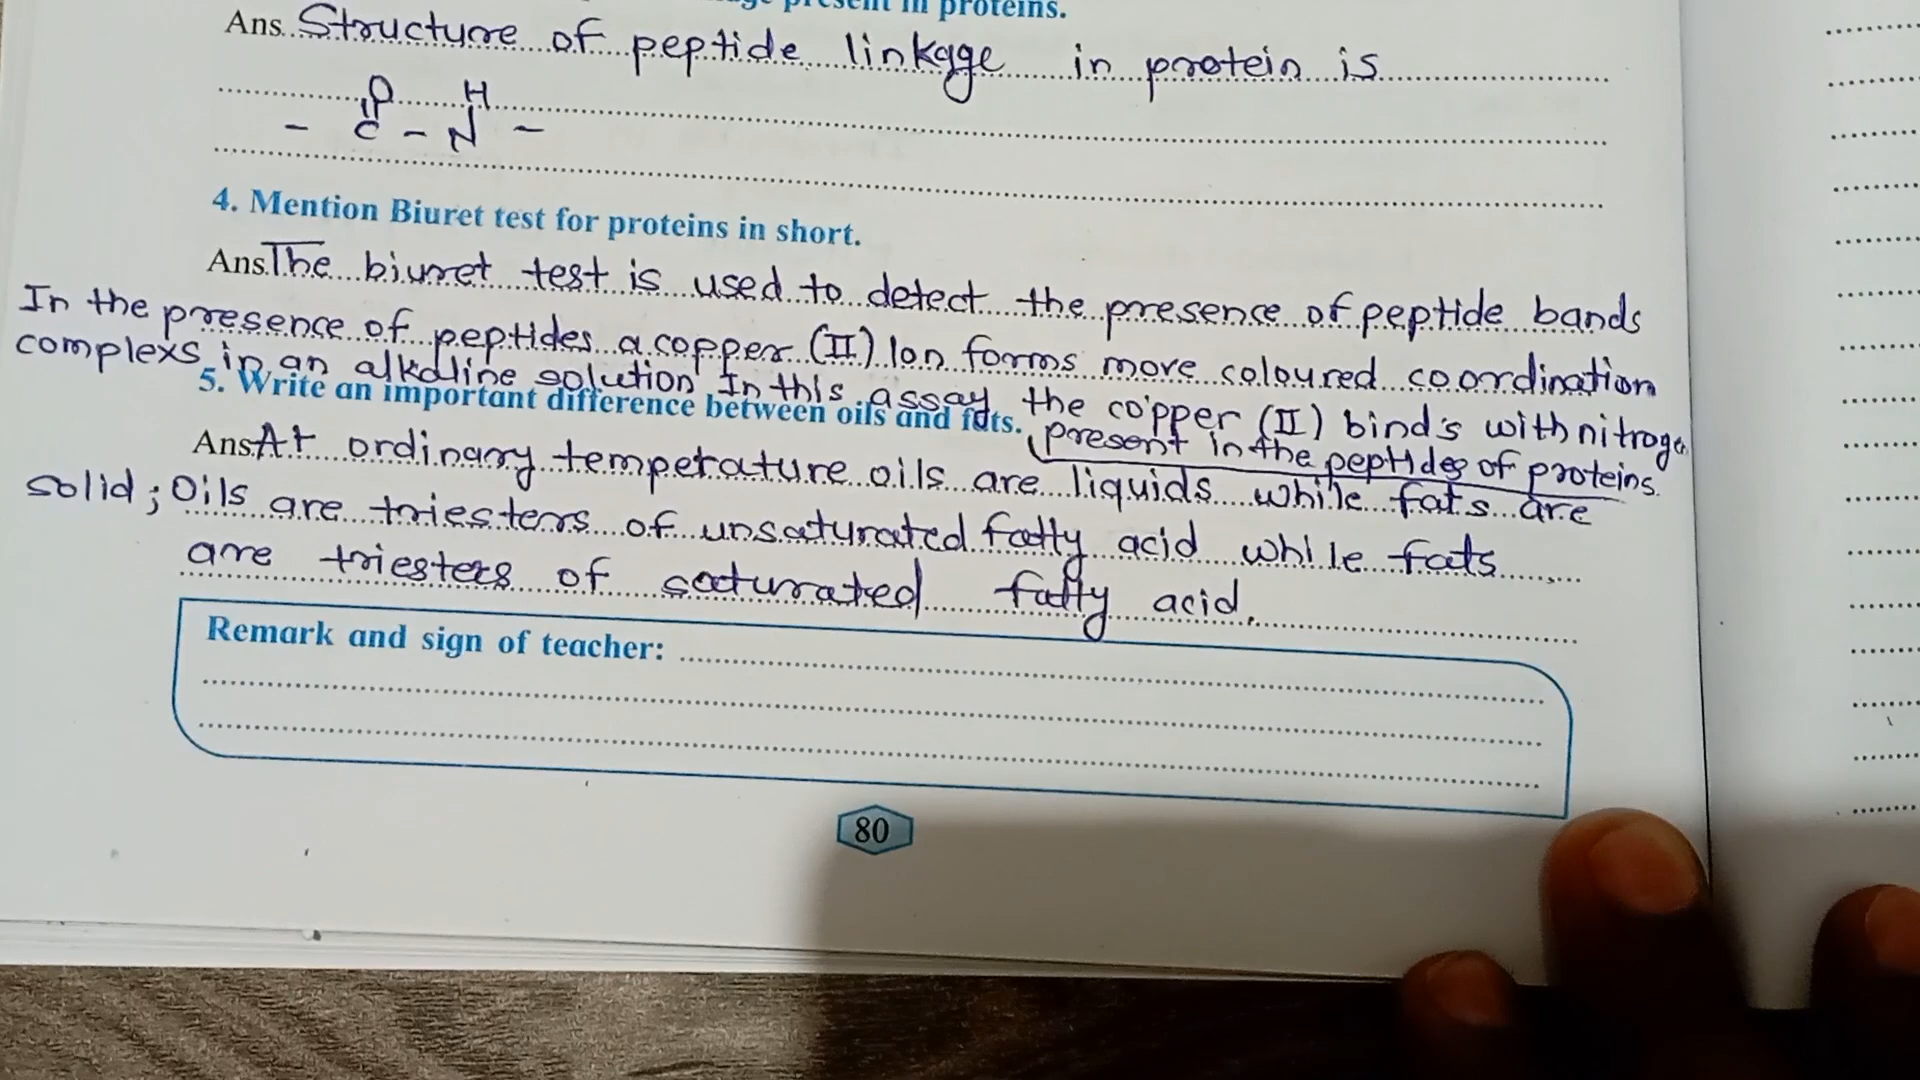 present in proteins.
Ans. Structure of peptide linkage in protein is
O H
- C - N -
4. Mention Biuret test for proteins in short.
Ans. The biuret test is used to detect the presence of peptide bands
In the presence of peptides a copper (II) Ion forms more coloured coordination
complexs in an alkaline solution In this assay the copper (II) bind's with nitroge
present in the peptides of proteins.
5. Write an important difference between oils and fats.
Ans. At ordinary temperature oils are liquids while fats are
solid; Oils are triesters of unsaturated fatty acid while fats
are triesters of saturated fatty acid.
Remark and sign of teacher:
80